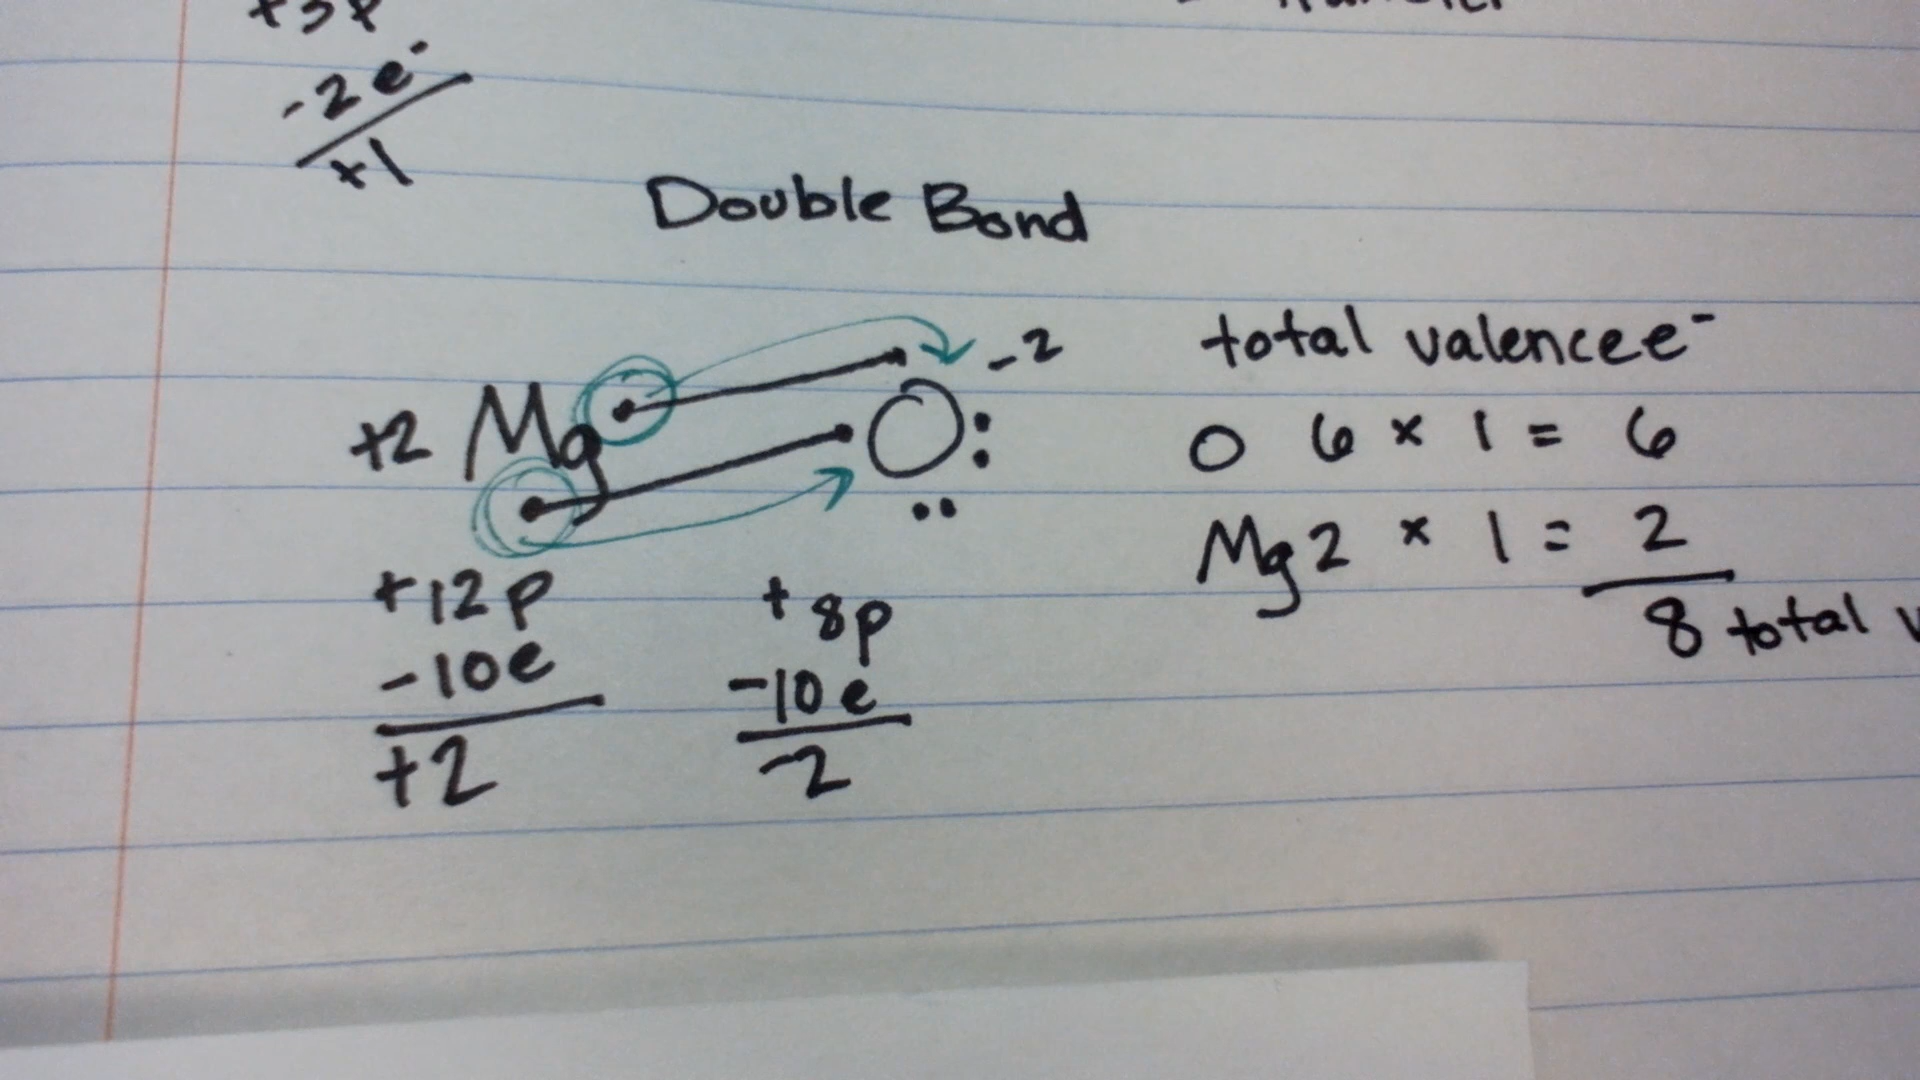 +3p
-2e-
+1
Double Bond
+2 Mg O: -2
total valencee-
O 6 x 1 = 6
Mg 2 x 1 = 2
8 total
+12p
-10e
+2
+8p
-10e
-2